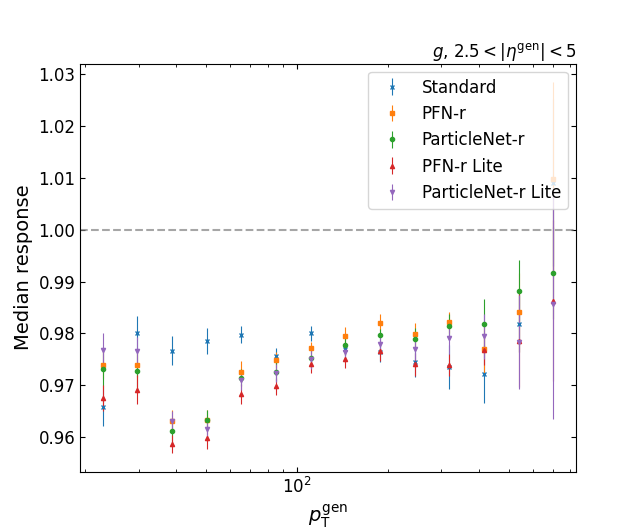 g, 2.5 < |η^gen| < 5
1.03
1.02
1.01
1.00
0.99
0.98
0.97
0.96
Median response
Standard
PFN-r
ParticleNet-r
PFN-r Lite
ParticleNet-r Lite
10^2
p_T^gen